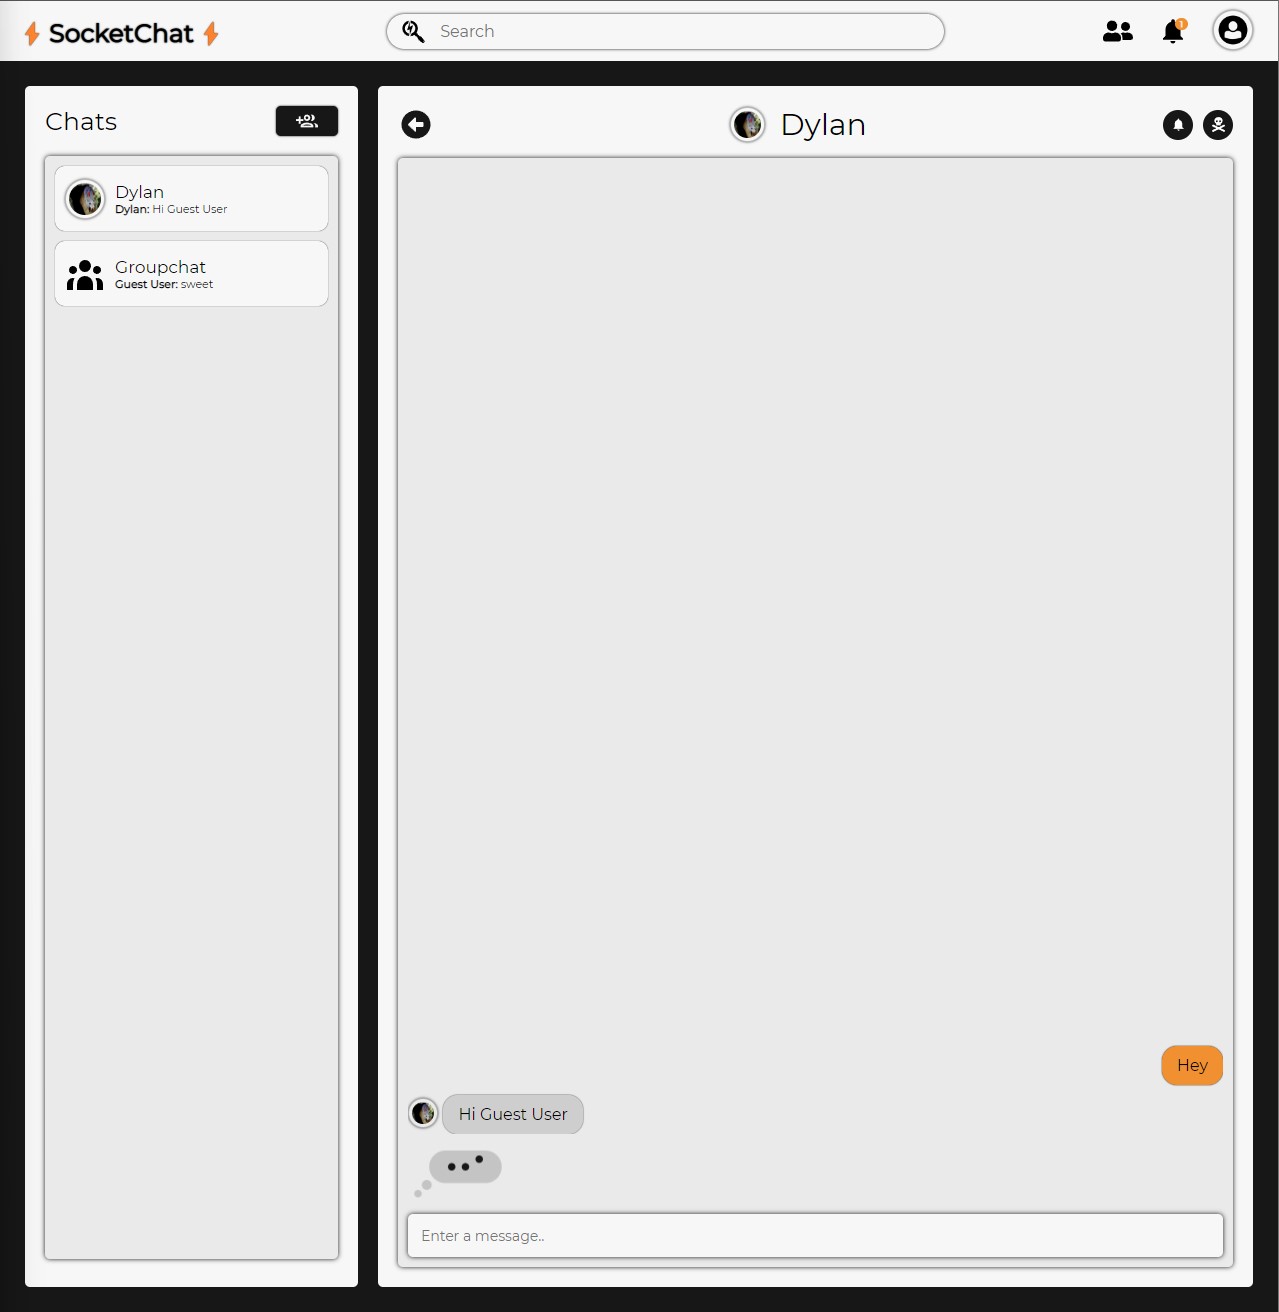 SocketChat
Search
1
Chats
Dylan
Dylan: Hi Guest User
Groupchat
Guest User: sweet
Dylan
Hey
Hi Guest User
Enter a message..